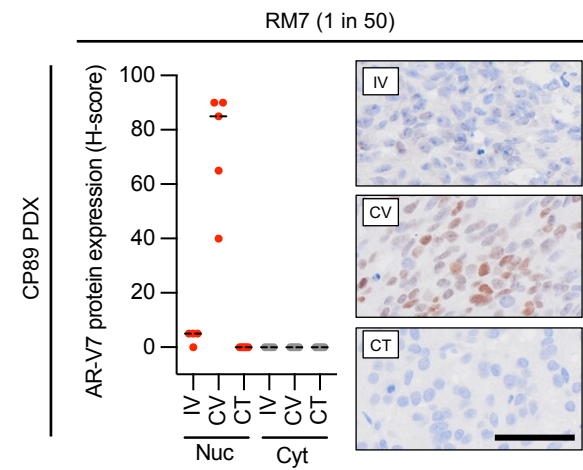 RM7 (1 in 50)
CP89 PDX
AR-V7 protein expression (H-score)
100
80
60
40
20
0
IV
CV
CT
IV
CV
CT
Nuc
Cyt
IV
CV
CT